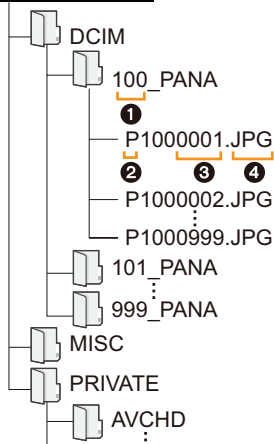 DCIM
100_PANA
❶
P1000001.JPG
❷ ❸ ❹
P1000002.JPG
P1000999.JPG
101_PANA
999_PANA
MISC
PRIVATE
AVCHD